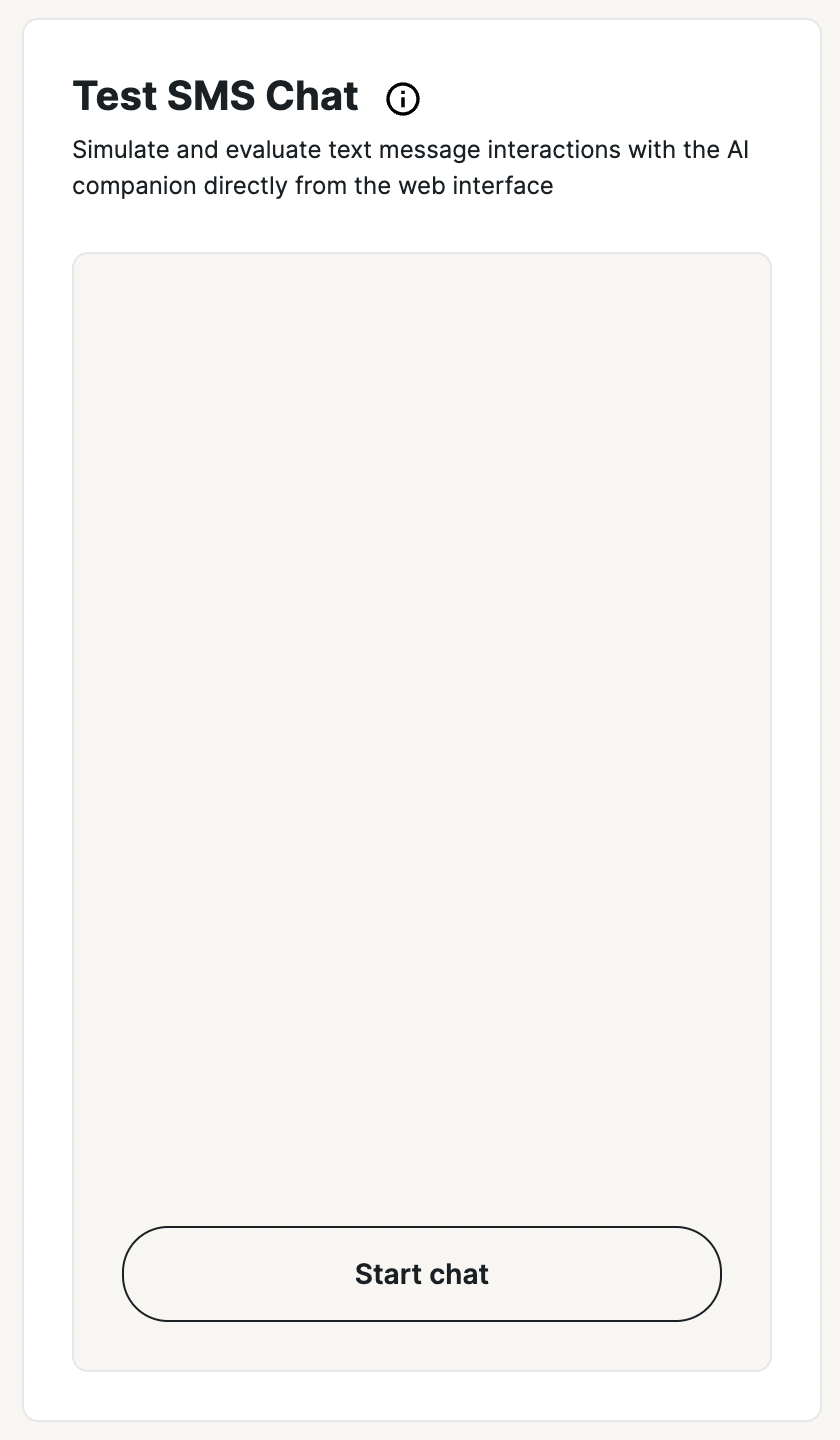 Test SMS Chat
Simulate and evaluate text message interactions with the AI
companion directly from the web interface
Start chat